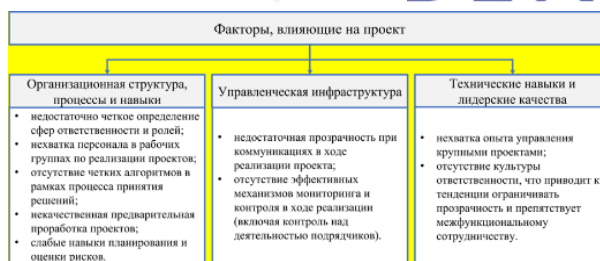 Факторы, влияющие на проект
Организационная структура,
процессы и навыки
• недостаточно четкое определение
сфер ответственности и ролей;
• нехватка персонала в рабочих
группах по реализации проектов;
• отсутствие четких алгоритмов в
рамках процесса принятия
решений;
• некачественная предварительная
проработка проектов;
• слабые навыки планирования и
оценки рисков.
Управленческая инфраструктура
• недостаточная прозрачность при
коммуникациях в ходе
реализации проекта;
• отсутствие эффективных
механизмов мониторинга и
контроля в ходе реализации
(включая контроль над
деятельностью подрядчиков).
Технические навыки и
лидерские качества
• нехватка опыта управления
крупными проектами;
• отсутствие культуры
ответственности, что приводит к
тенденции ограничивать
прозрачность и препятствует
межфункциональному
сотрудничеству.